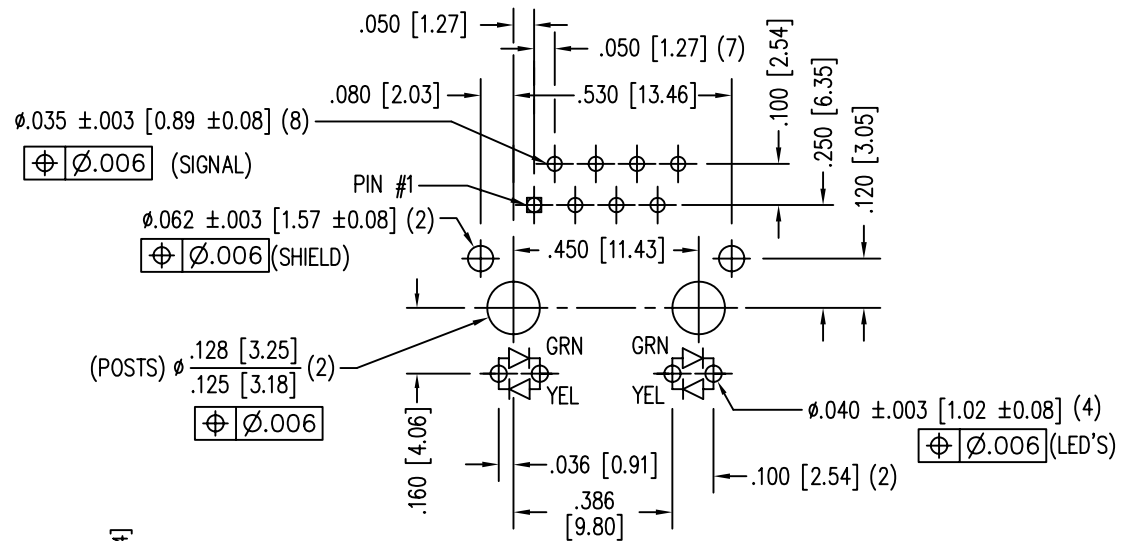 .050 [1.27]
.050 [1.27] (7)
.100 [2.54]
.250 [6.35]
.120 [3.05]
.080 [2.03]
.530 [13.46]
ø.035 ±.003 [0.89 ±0.08] (8)
⌖ Ø.006 (SIGNAL)
PIN #1
ø.062 ±.003 [1.57 ±0.08] (2)
⌖ Ø.006 (SHIELD)
.450 [11.43]
(POSTS) ø .128 [3.25]
.125 [3.18] (2)
⌖ Ø.006
GRN
YEL
GRN
YEL
ø.040 ±.003 [1.02 ±0.08] (4)
⌖ Ø.006 (LED'S)
.160 [4.06]
.036 [0.91]
.100 [2.54] (2)
.386
[9.80]